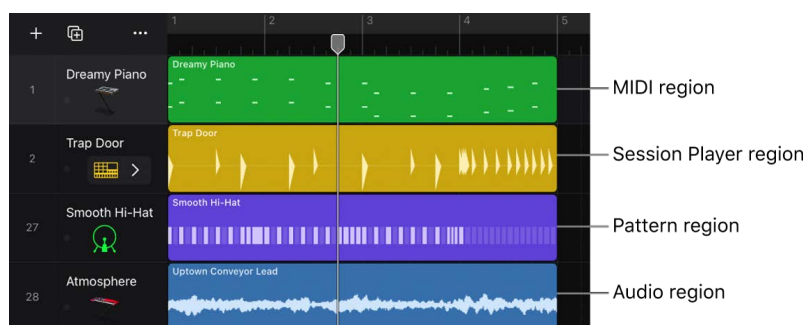 1 2 3 4 5
1 Dreamy Piano Dreamy Piano MIDI region
2 Trap Door Trap Door Session Player region
27 Smooth Hi-Hat Smooth Hi-Hat Pattern region
28 Atmosphere Uptown Conveyor Lead Audio region